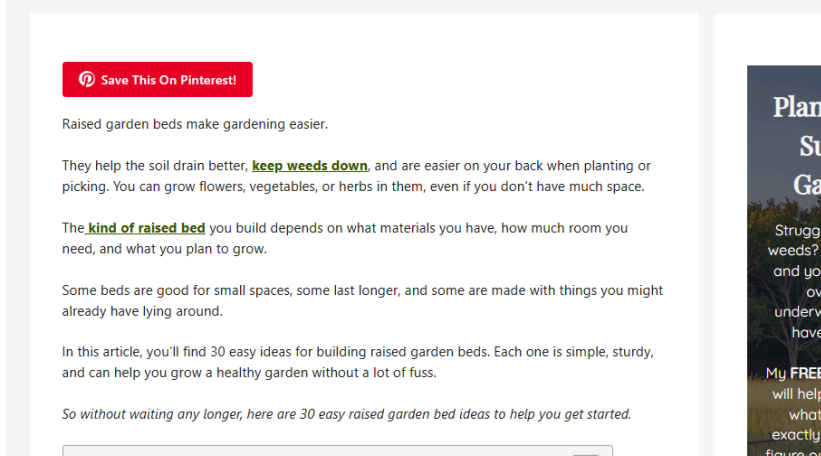 Save This On Pinterest!
Raised garden beds make gardening easier.
They help the soil drain better, keep weeds down, and are easier on your back when planting or
picking. You can grow flowers, vegetables, or herbs in them, even if you don't have much space.
The kind of raised bed you build depends on what materials you have, how much room you
need, and what you plan to grow.
Some beds are good for small spaces, some last longer, and some are made with things you might
already have lying around.
In this article, you'll find 30 easy ideas for building raised garden beds. Each one is simple, sturdy,
and can help you grow a healthy garden without a lot of fuss.
So without waiting any longer, here are 30 easy raised garden bed ideas to help you get started.
weeds?
and
have
My
will
what
exactly